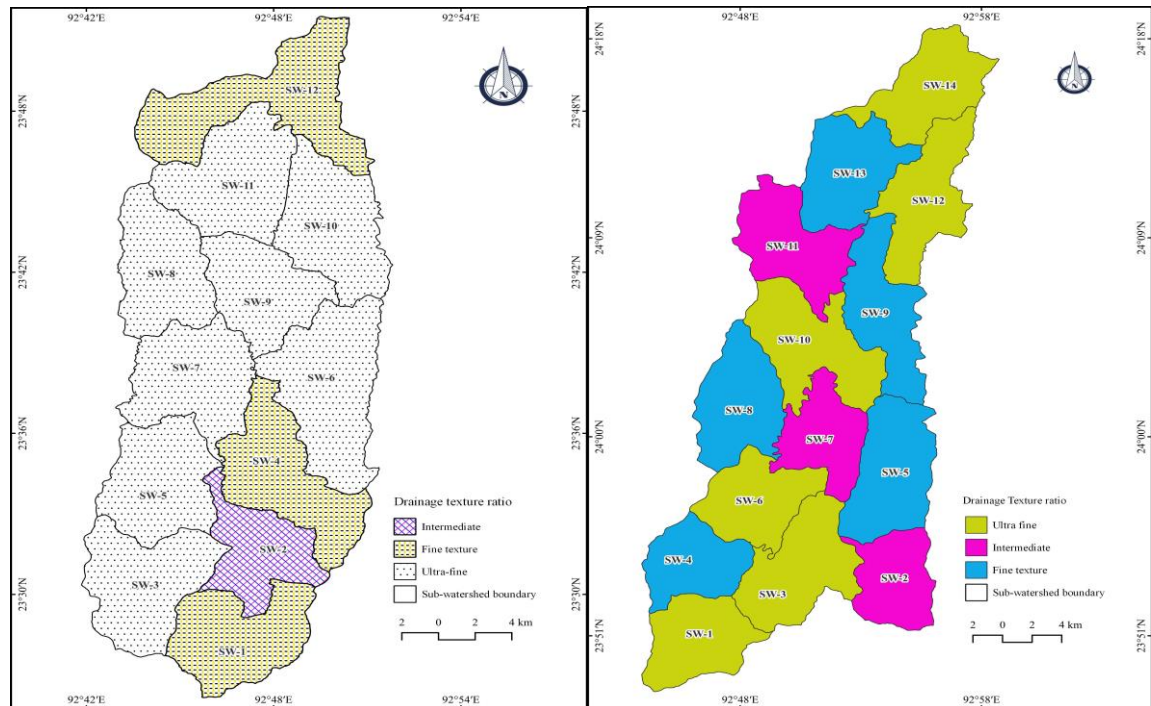 92°42'E
92°48'E
92°54'E
23°48'N
23°42'N
23°36'N
23°30'N
N
SW-12
SW-11
SW-10
SW-8
SW-9
SW-7
SW-6
SW-4
SW-5
SW-2
SW-3
SW-1
Drainage texture ratio
Intermediate
Fine texture
Ultra-fine
Sub-watershed boundary
2 0 2 4 km
92°42'E
92°48'E
92°54'E
92°48'E
92°58'E
24°18'N
24°09'N
24°00'N
23°51'N
N
SW-14
SW-13
SW-12
SW-11
SW-9
SW-10
SW-8
SW-7
SW-5
SW-6
SW-4
SW-2
SW-3
SW-1
Drainage Texture ratio
Ultra fine
Intermediate
Fine texture
Sub-watershed boundary
2 0 2 4 km
92°48'E
92°58'E